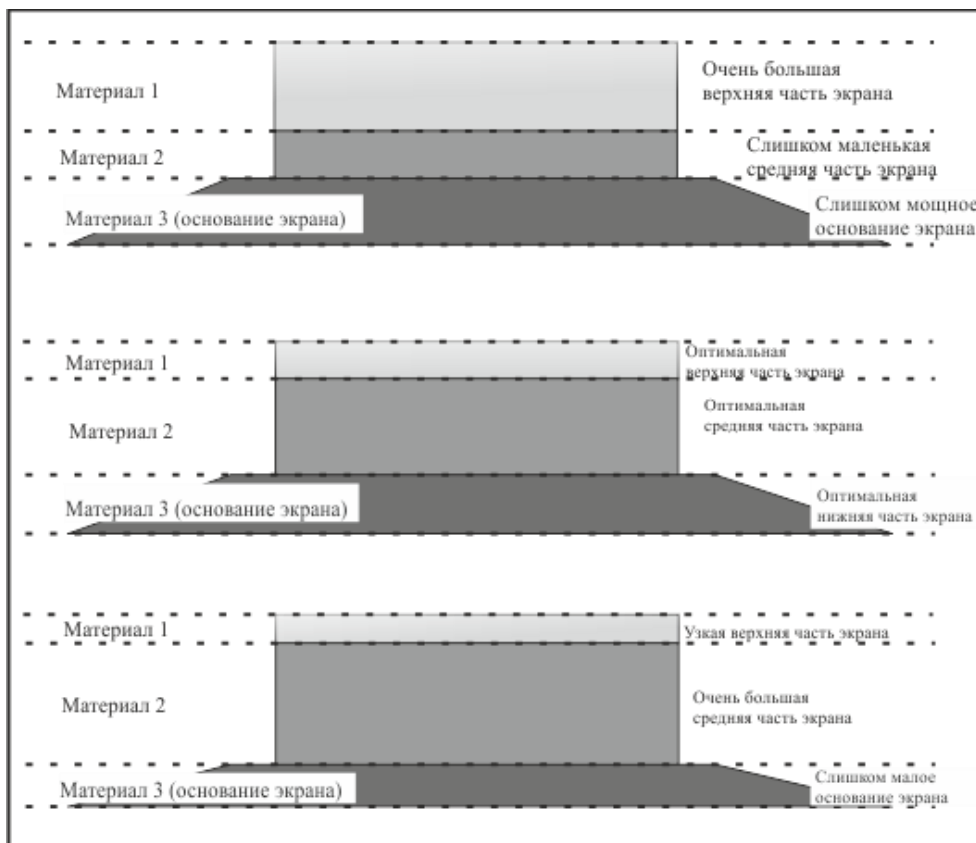 Материал 1
Очень большая
верхняя часть экрана
Материал 2
Слишком маленькая
средняя часть экрана
Материал 3 (основание экрана)
Слишком мощное
основание экрана
Материал 1
Оптимальная
верхняя часть экрана
Материал 2
Оптимальная
средняя часть экрана
Материал 3 (основание экрана)
Оптимальная
нижняя часть экрана
Материал 1
Узкая верхняя часть экрана
Материал 2
Очень большая
средняя часть экрана
Материал 3 (основание экрана)
Слишком малое
основание экрана